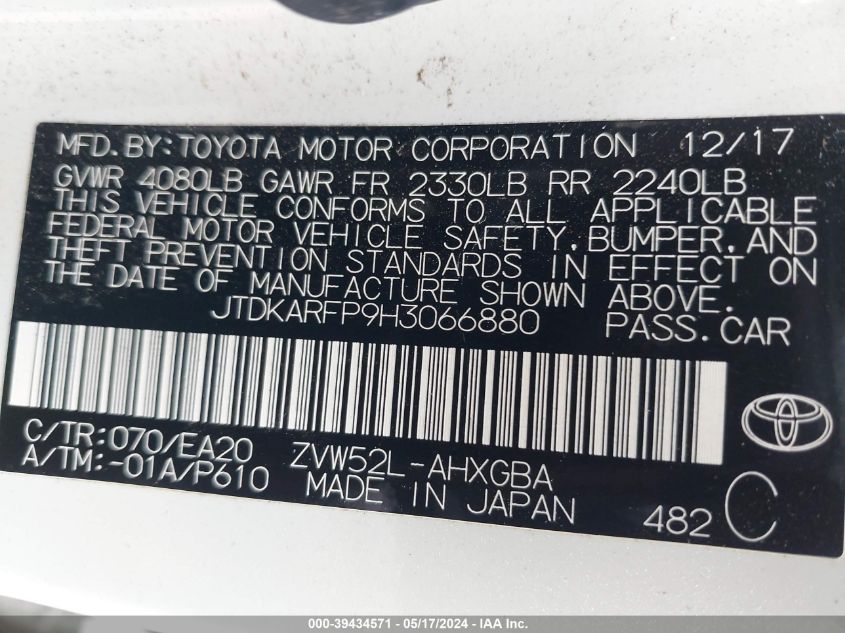 MFD.BY:TOYOTA MOTOR CORPORATION 12/17
GVWR 4080LB GAWR FR 2330LB RR 2240LB
THIS VEHICLE CONFORMS TO ALL APPLICABLE
FEDERAL MOTOR VEHICLE SAFETY,BUMPER,AND
THEFT PREVENTION STANDARDS IN EFFECT ON
THE DATE OF MANUFACTURE SHOWN ABOVE.
JTDKARFP9H3066880 PASS.CAR
C/TR:070/EA20 ZVW52L-AHXGBA
A/TM:-01A/P610 MADE IN JAPAN 482 C
000-39434571 - 05/17/2024 - IAAI.COM